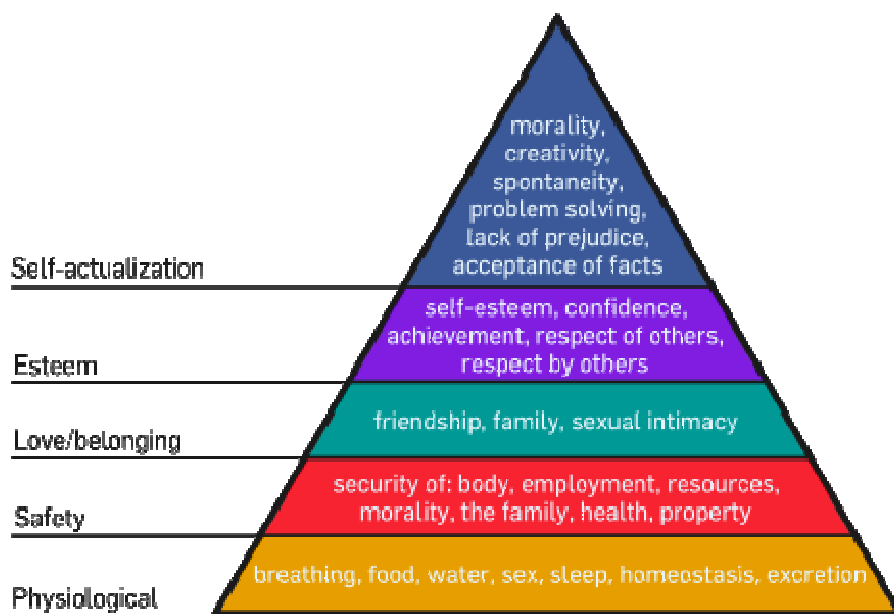 morality,
creativity,
spontaneity,
problem solving,
lack of prejudice,
acceptance of facts
Self-actualization
self-esteem, confidence,
achievement, respect of others,
respect by others
Esteem
friendship, family, sexual intimacy
Love/belonging
security of: body, employment, resources,
morality, the family, health, property
Safety
breathing, food, water, sex, sleep, homeostasis, excretion
Physiological